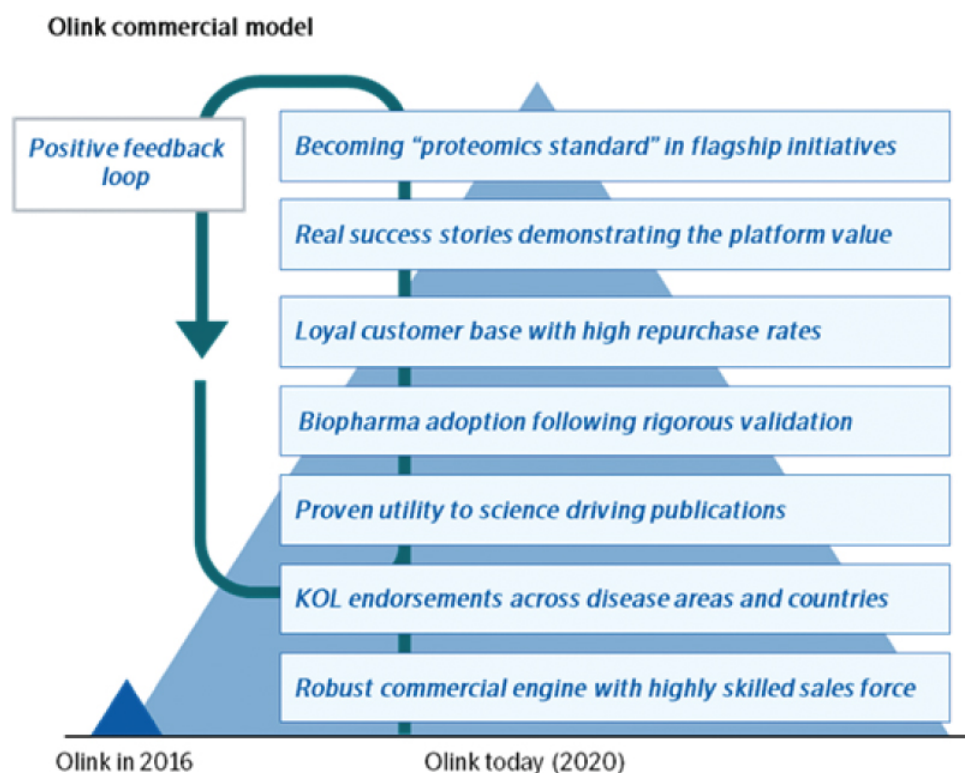 Olink commercial model
Positive feedback
loop
Becoming “proteomics standard” in flagship initiatives
Real success stories demonstrating the platform value
Loyal customer base with high repurchase rates
Biopharma adoption following rigorous validation
Proven utility to science driving publications
KOL endorsements across disease areas and countries
Robust commercial engine with highly skilled sales force
Olink in 2016
Olink today (2020)